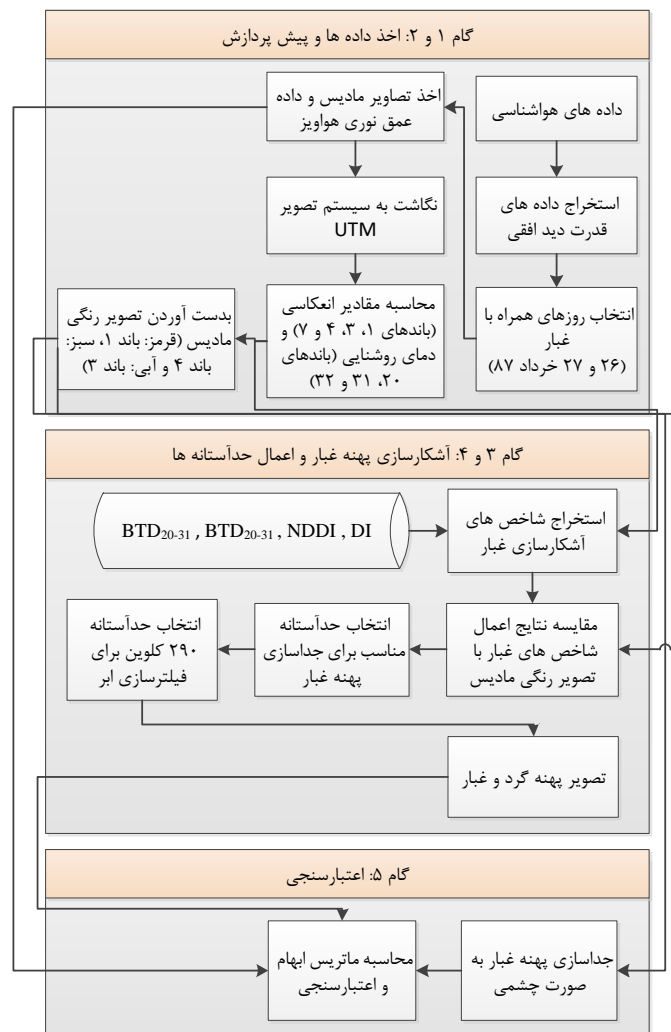 گام ۱ و ۲: اخذ داده ها و پیش پردازش
داده های هواشناسی
استخراج داده های
قدرت دید افقی
انتخاب روزهای همراه با
غبار
(۲۶ و ۲۷ خرداد ۸۷)
اخذ تصاویر مادیس و داده
عمق نوری هواویز
نگاشت به سیستم تصویر
UTM
محاسبه مقادیر انعکاسی
(باندهای ۱، ۳، ۴ و ۷) و
دمای روشنایی (باندهای
۲۰، ۳۱ و ۳۲)
بدست آوردن تصویر رنگی
مادیس (قرمز: باند ۱، سبز:
باند ۴ و آبی: باند ۳)
گام ۳ و ۴: آشکارسازی پهنه غبار و اعمال حدآستانه ها
استخراج شاخص های
آشکارسازی غبار
BTD20-31 , BTD20-31 , NDDI , DI
مقایسه نتایج اعمال
شاخص های غبار با
تصویر رنگی مادیس
انتخاب حدآستانه
مناسب برای جداسازی
پهنه غبار
انتخاب حدآستانه
۲۹۰ کلوین برای
فیلترسازی ابر
تصویر پهنه گرد و غبار
گام ۵: اعتبارسنجی
جداسازی پهنه غبار به
صورت چشمی
محاسبه ماتریس ابهام
و اعتبارسنجی